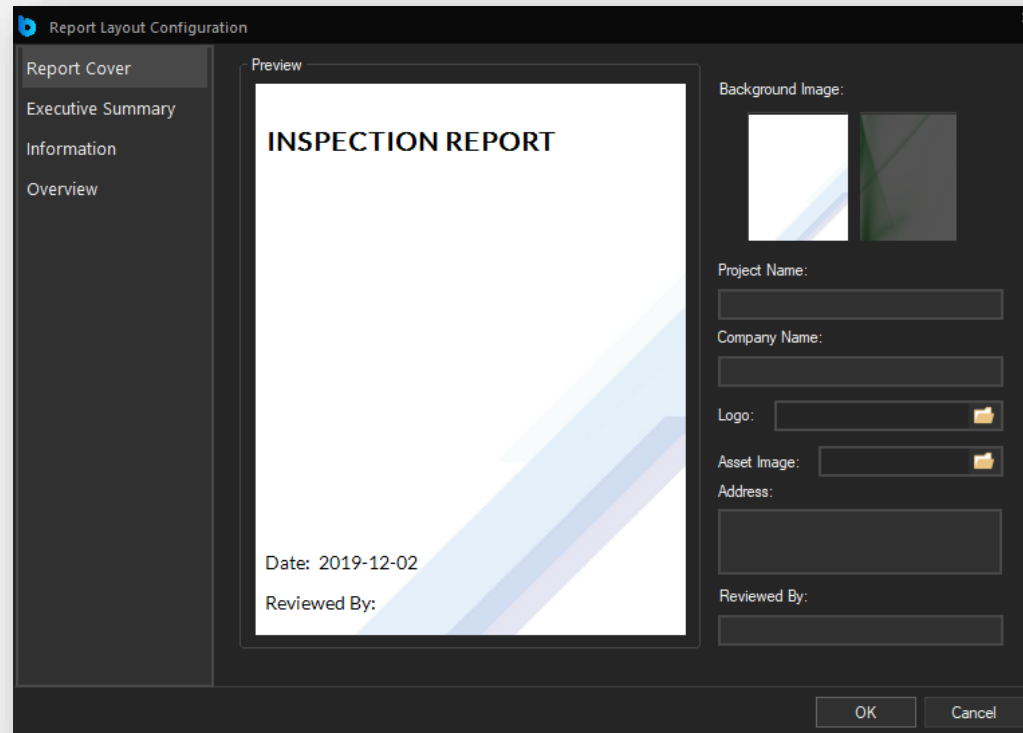 Report Layout Configuration
Report Cover
Executive Summary
Information
Overview
Preview
INSPECTION REPORT
Date: 2019-12-02
Reviewed By:
Background Image:
Project Name:
Company Name:
Logo:
Asset Image:
Address:
Reviewed By:
OK
Cancel